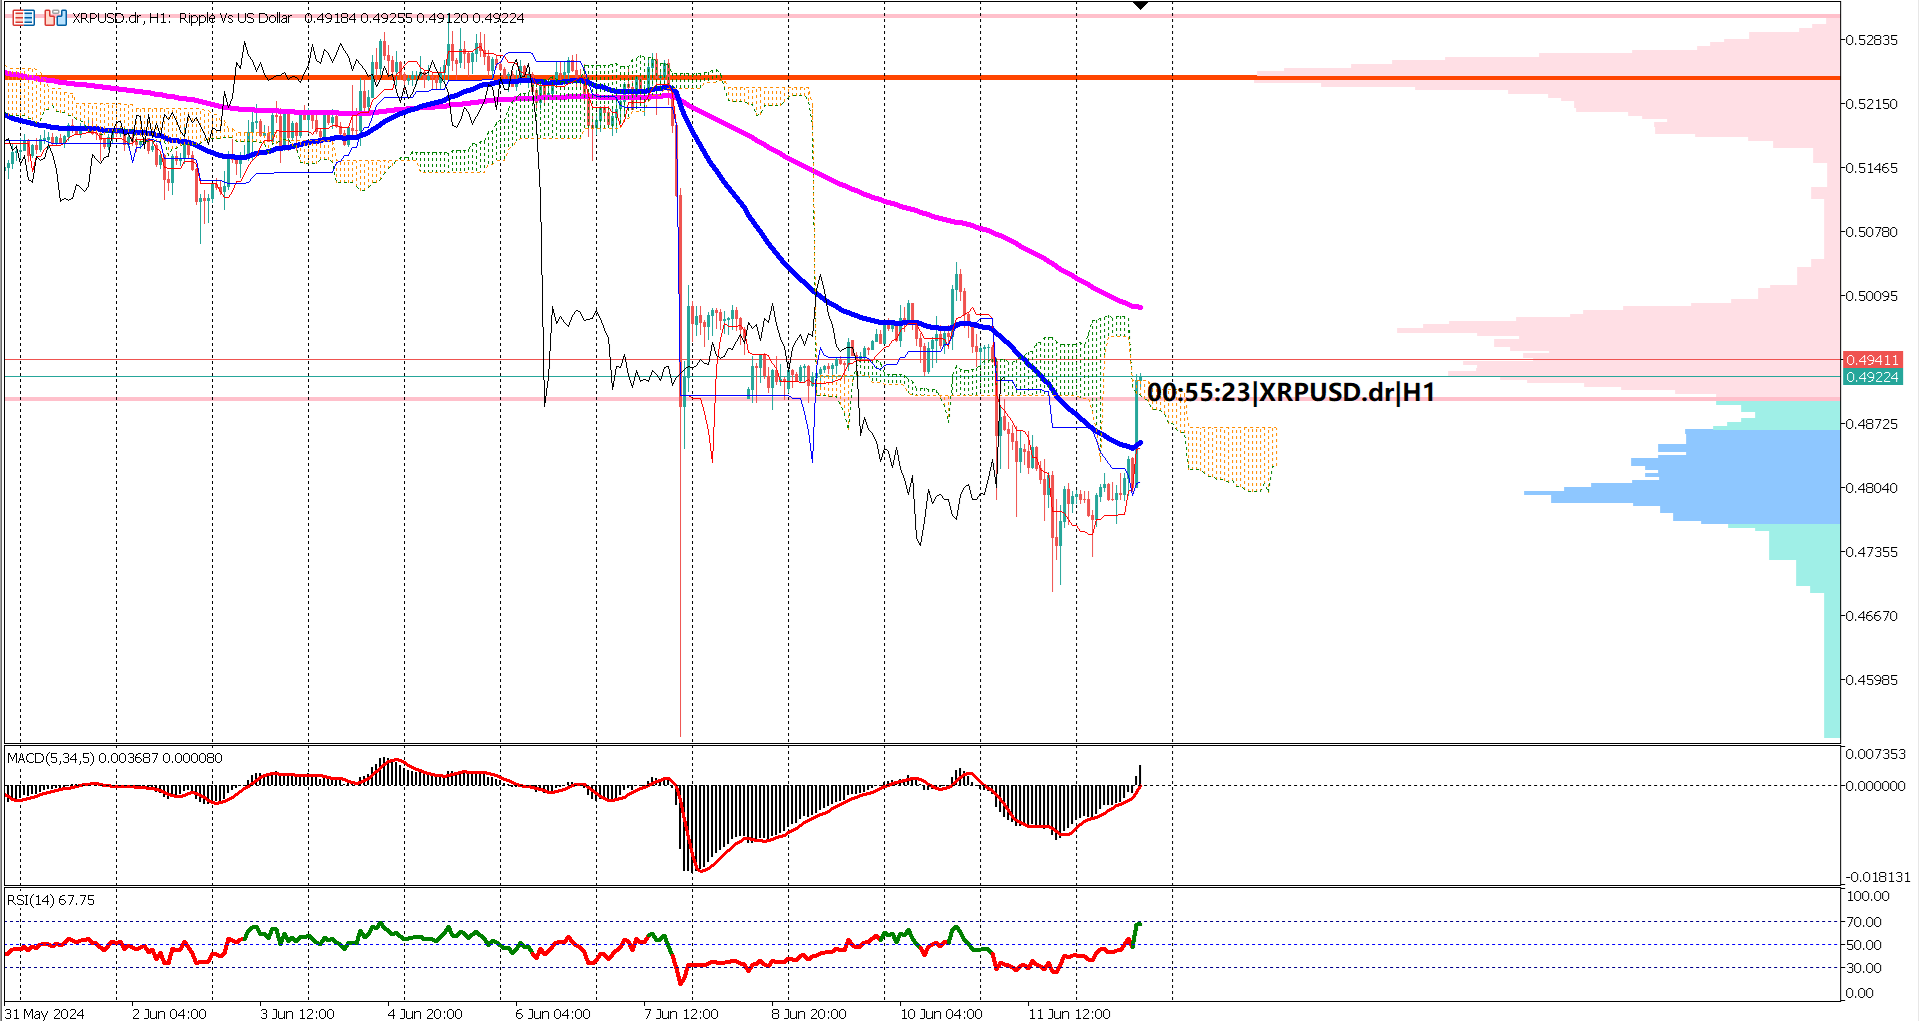 XRPUSD.dr, H1: Ripple Vs US Dollar 0.49184 0.49255 0.49120 0.49224
0.52835
0.52150
0.51465
0.50780
0.50095
0.49411
0.49224
00:55:23|XRPUSD.dr|H1
0.48725
0.48040
0.47355
0.46670
0.45985
MACD(5,34,5) 0.003687 0.000080
0.007353
0.000000
-0.018131
RSI(14) 67.75
100.00
70.00
50.00
30.00
0.00
31 May 2024
2 Jun 04:00
3 Jun 12:00
4 Jun 20:00
6 Jun 04:00
7 Jun 12:00
8 Jun 20:00
10 Jun 04:00
11 Jun 12:00